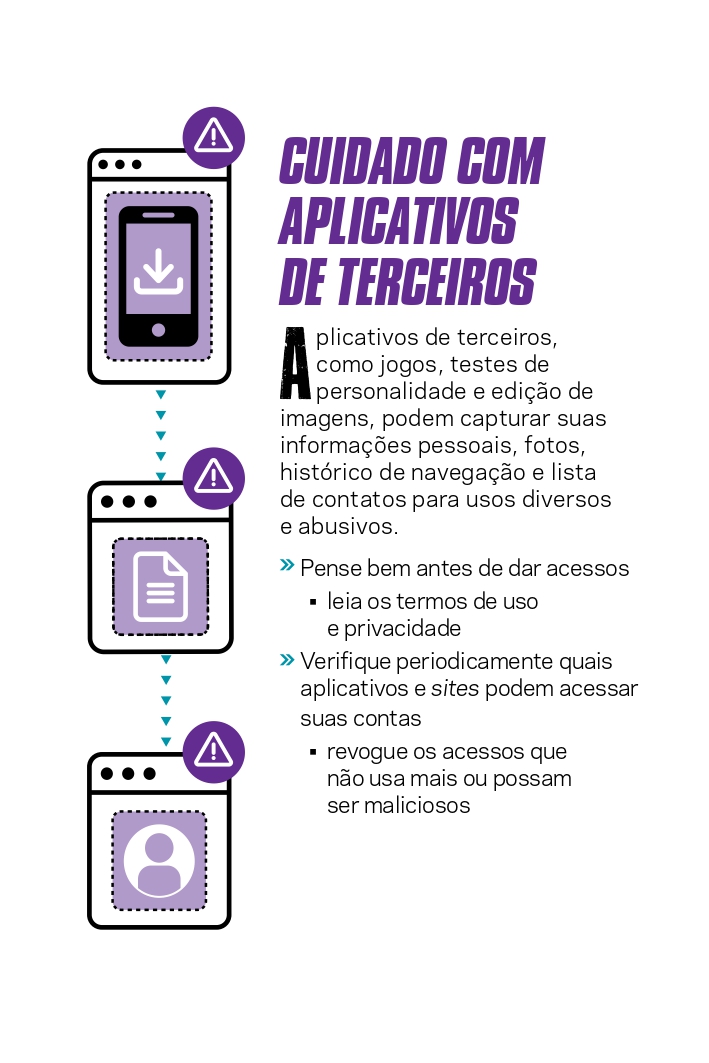 CUIDADO COM
APLICATIVOS
DE TERCEIROS
Aplicativos de terceiros,
como jogos, testes de
personalidade e edição de
imagens, podem capturar suas
informações pessoais, fotos,
histórico de navegação e lista
de contatos para usos diversos
e abusivos.
» Pense bem antes de dar acessos
▪ leia os termos de uso
e privacidade
» Verifique periodicamente quais
aplicativos e sites podem acessar
suas contas
▪ revogue os acessos que
não usa mais ou possam
ser maliciosos